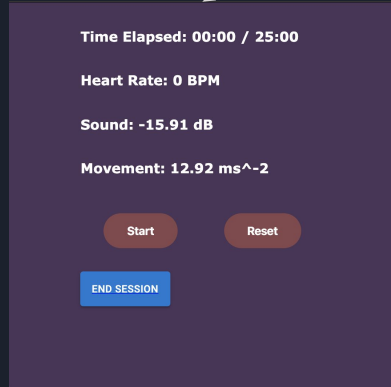 Time Elapsed: 00:00 / 25:00
Heart Rate: 0 BPM
Sound: -15.91 dB
Movement: 12.92 ms^-2
Start Reset
END SESSION